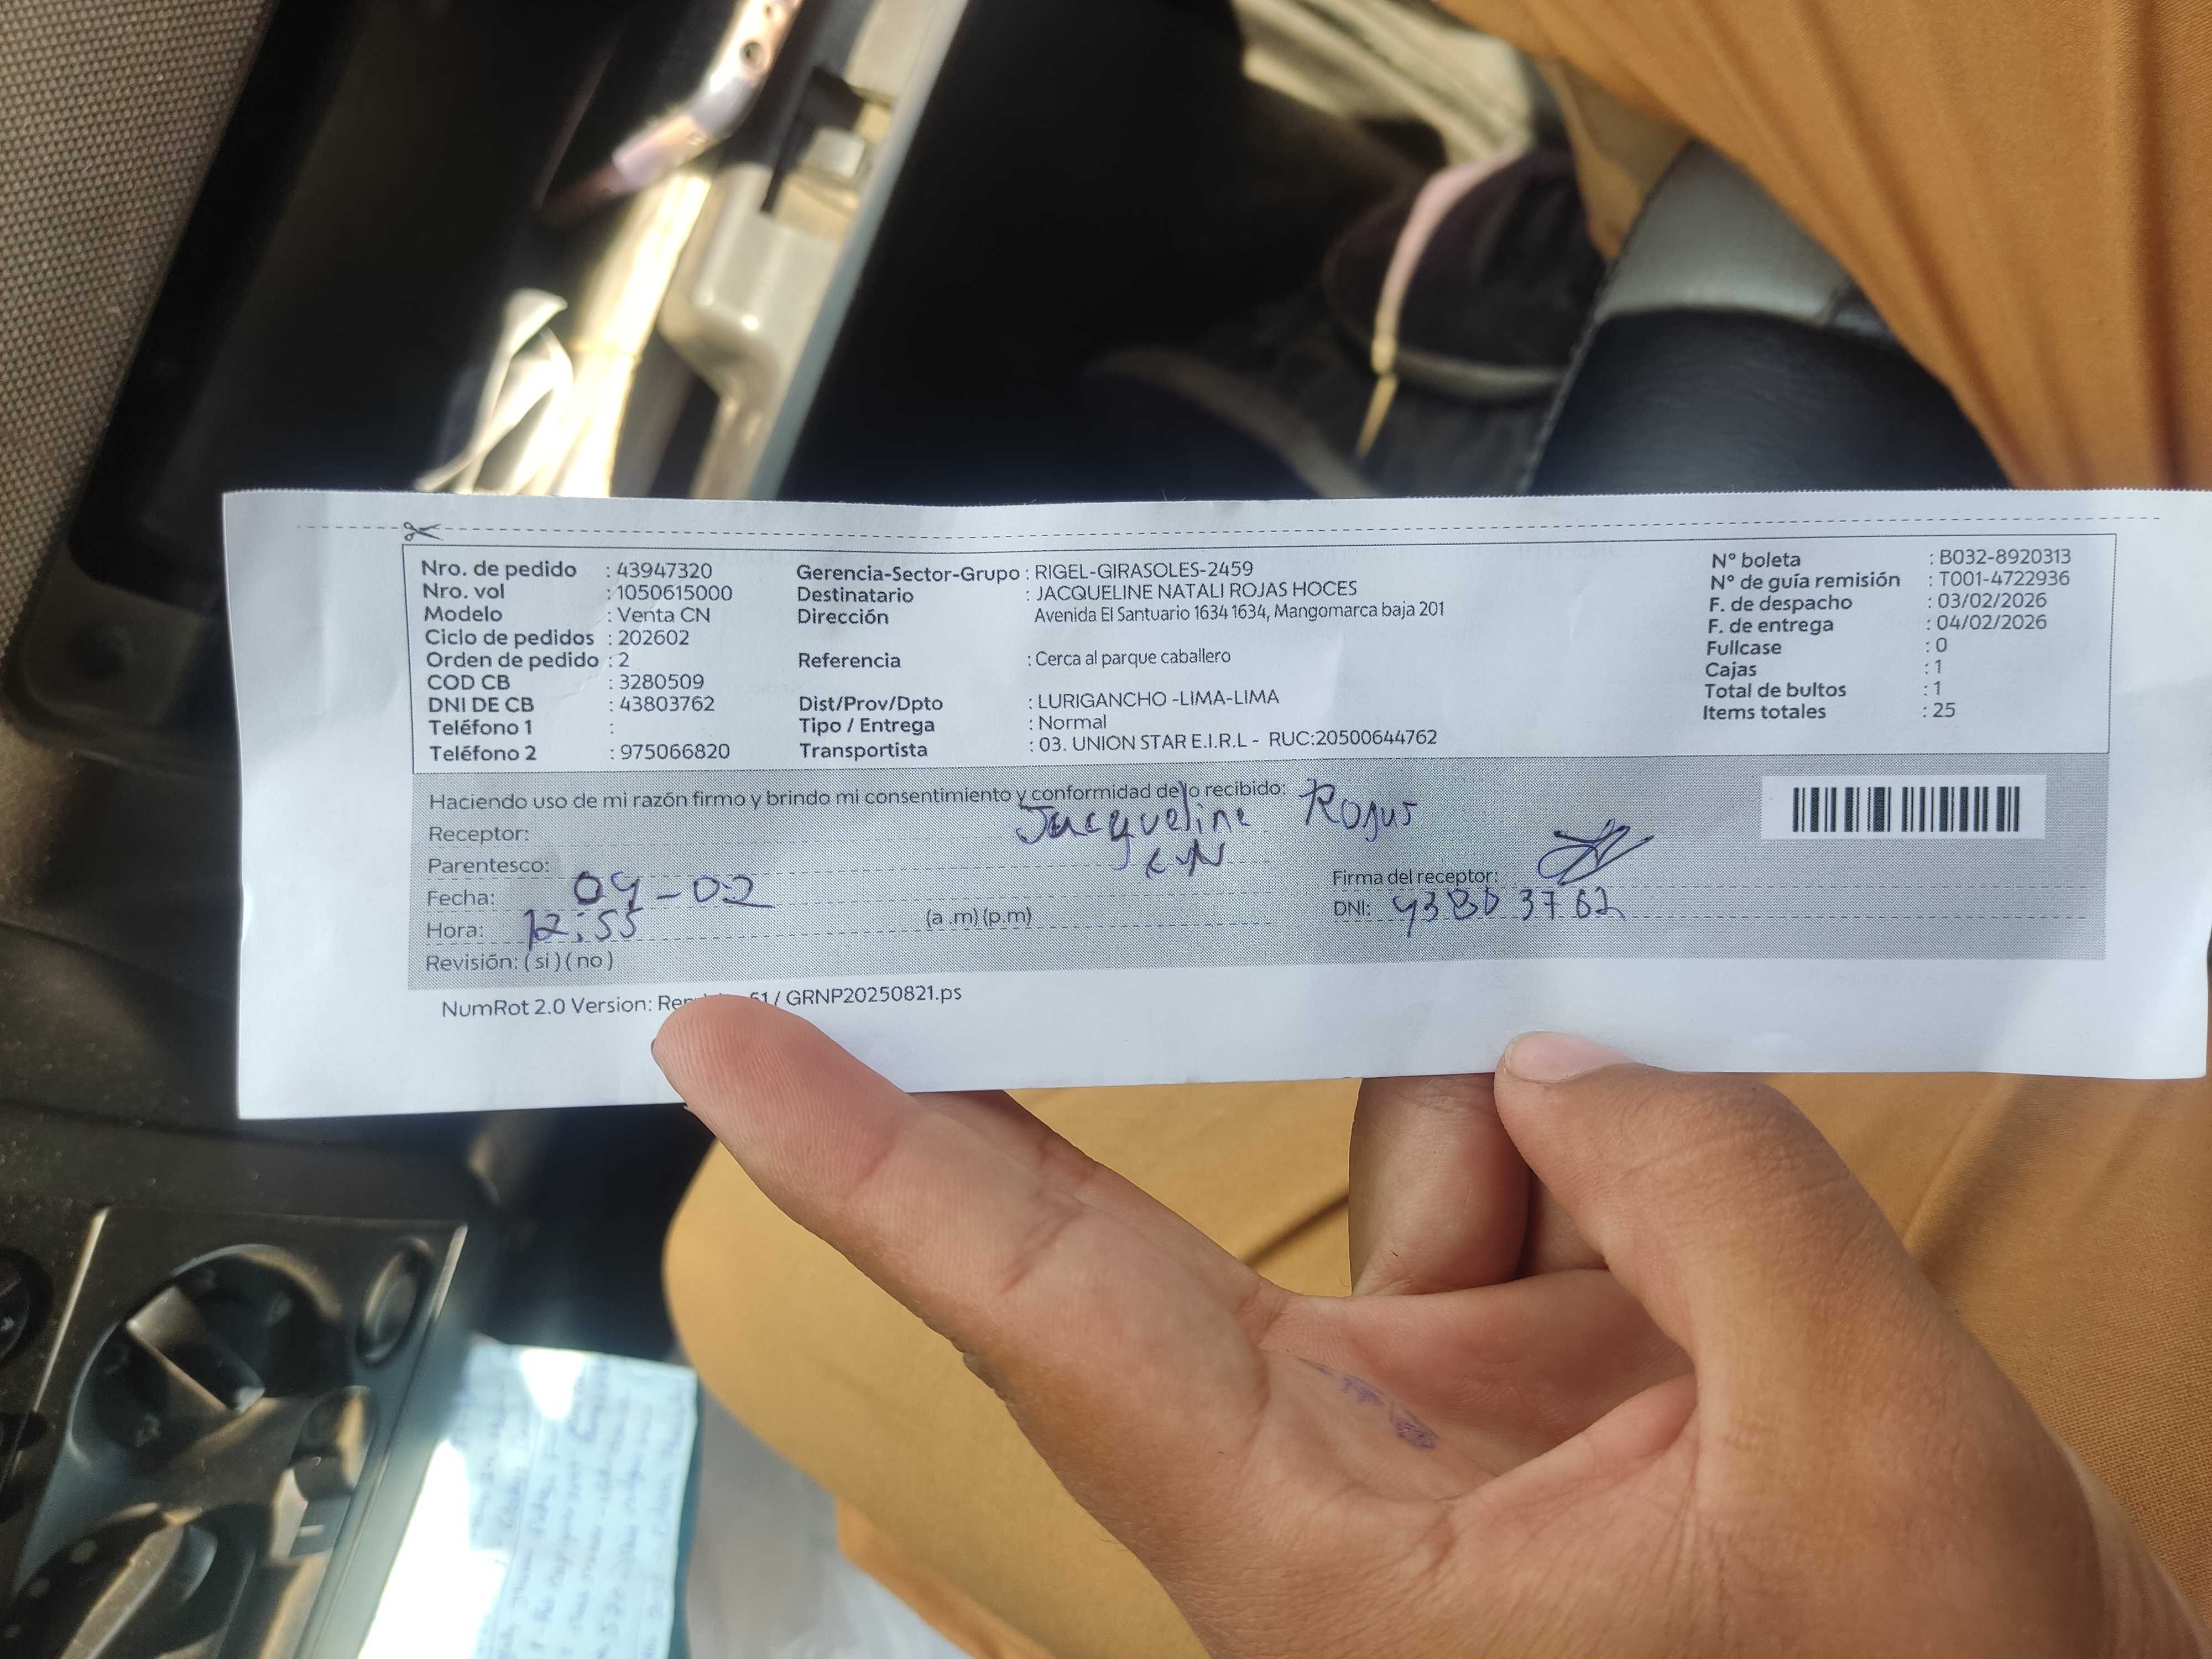 Nro. de pedido : 43947320
Nro. vol : 1050615000
Modelo : Venta CN
Ciclo de pedidos : 202602
Orden de pedido : 2
COD CB : 3280509
DNI DE CB : 43803762
Teléfono 1 :
Teléfono 2 : 975066820
Gerencia-Sector-Grupo : RIGEL-GIRASOLES-2459
Destinatario : JACQUELINE NATALI ROJAS HOCES
Dirección Avenida El Santuario 1634 1634, Mangomarca baja 201
Referencia : Cerca al parque caballero
Dist/Prov/Dpto : LURIGANCHO -LIMA-LIMA
Tipo / Entrega : Normal
Transportista : 03. UNION STAR E.I.R.L - RUC:20500644762
N° boleta : B032-8920313
N° de guía remisión : T001-4722936
F. de despacho : 03/02/2026
F. de entrega : 04/02/2026
Fullcase : 0
Cajas : 1
Total de bultos : 1
Items totales : 25
Haciendo uso de mi razón firmo y brindo mi consentimiento y conformidad de lo recibido:
Receptor: Jacqueline Rojas
Parentesco:
Fecha: 04-02
Hora: 12:55 (a .m) (p.m)
Revisión: ( si ) ( no )
Firma del receptor:
DNI: 43803762
NumRot 2.0 Version: 51 / GRNP20250821.ps